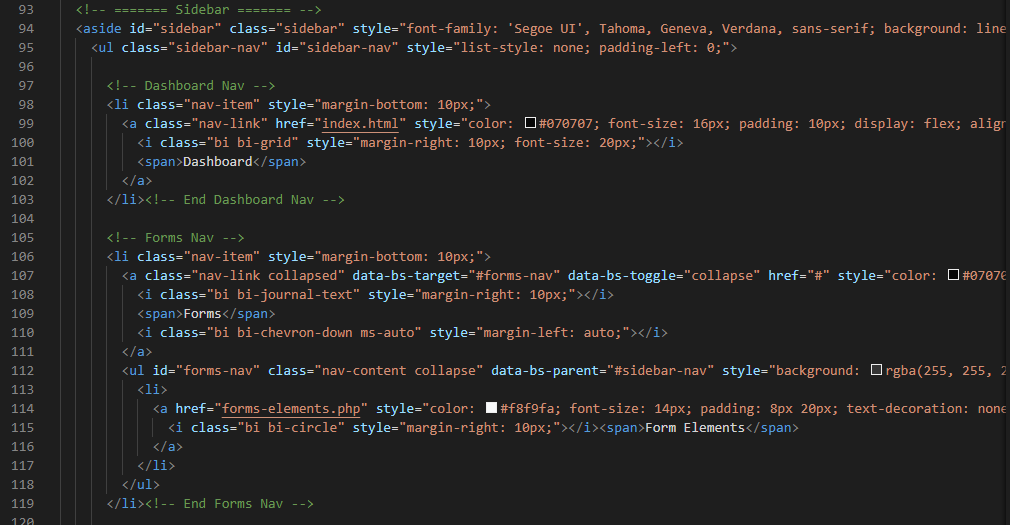 93 <!-- ======= Sidebar ======= -->
94 <aside id="sidebar" class="sidebar" style="font-family: 'Segoe UI', Tahoma, Geneva, Verdana, sans-serif; background: line
95 <ul class="sidebar-nav" id="sidebar-nav" style="list-style: none; padding-left: 0;">
96
97 <!-- Dashboard Nav -->
98 <li class="nav-item" style="margin-bottom: 10px;">
99 <a class="nav-link" href="index.html" style="color: #070707; font-size: 16px; padding: 10px; display: flex; align
100 <i class="bi bi-grid" style="margin-right: 10px; font-size: 20px;"></i>
101 <span>Dashboard</span>
102 </a>
103 </li><!-- End Dashboard Nav -->
104
105 <!-- Forms Nav -->
106 <li class="nav-item" style="margin-bottom: 10px;">
107 <a class="nav-link collapsed" data-bs-target="#forms-nav" data-bs-toggle="collapse" href="#" style="color: #0707
108 <i class="bi bi-journal-text" style="margin-right: 10px;"></i>
109 <span>Forms</span>
110 <i class="bi bi-chevron-down ms-auto" style="margin-left: auto;"></i>
111 </a>
112 <ul id="forms-nav" class="nav-content collapse" data-bs-parent="#sidebar-nav" style="background: rgba(255, 255, 2
113 <li>
114 <a href="forms-elements.php" style="color: #f8f9fa; font-size: 14px; padding: 8px 20px; text-decoration: none
115 <i class="bi bi-circle" style="margin-right: 10px;"></i><span>Form Elements</span>
116 </a>
117 </li>
118 </ul>
119 </li><!-- End Forms Nav -->
120